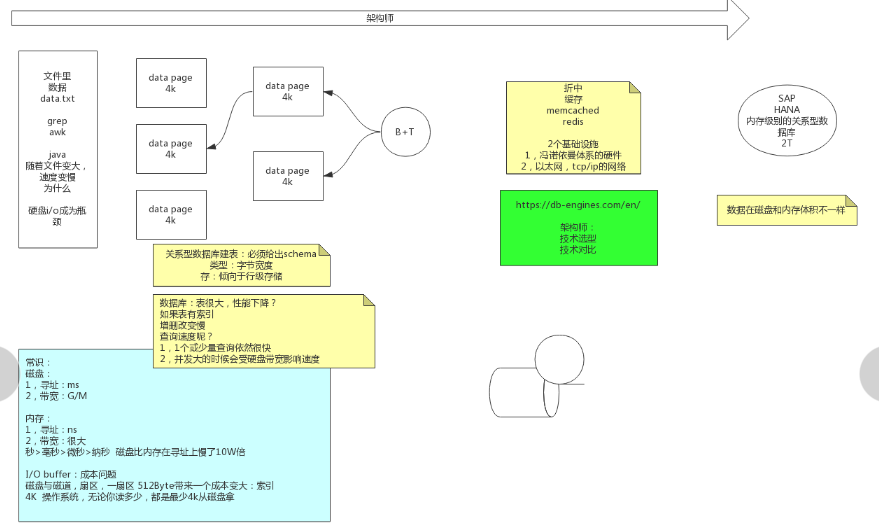 架构师
文件里
数据
data.txt
grep
awk
java
随着文件变大，
速度变慢
为什么
硬盘i/o成为瓶
颈
data page
4k
data page
4k
data page
4k
data page
4k
data page
4k
B+T
折中
缓存
memcached
redis
2个基础设施
1，冯诺依曼体系的硬件
2，以太网，tcp/ip的网络
SAP
HANA
内存级别的关系型数
据库
2T
https://db-engines.com/en/
架构师：
技术选型
技术对比
数据在磁盘和内存体积不一样
关系型数据库建表：必须给出schema
类型：字节宽度
存：倾向于行级存储
数据库：表很大，性能下降？
如果表有索引
增删改变慢
查询速度呢？
1，1个或少量查询依然很快
2，并发大的时候会受硬盘带宽影响速度
常识：
磁盘：
1，寻址：ms
2，带宽：G/M
内存：
1，寻址：ns
2，带宽：很大
秒>毫秒>微秒>纳秒 磁盘比内存在寻址上慢了10W倍
I/O buffer：成本问题
磁盘与磁道，扇区，一扇区 512Byte带来一个成本变大：索引
4K 操作系统，无论你读多少，都是最少4k从磁盘拿